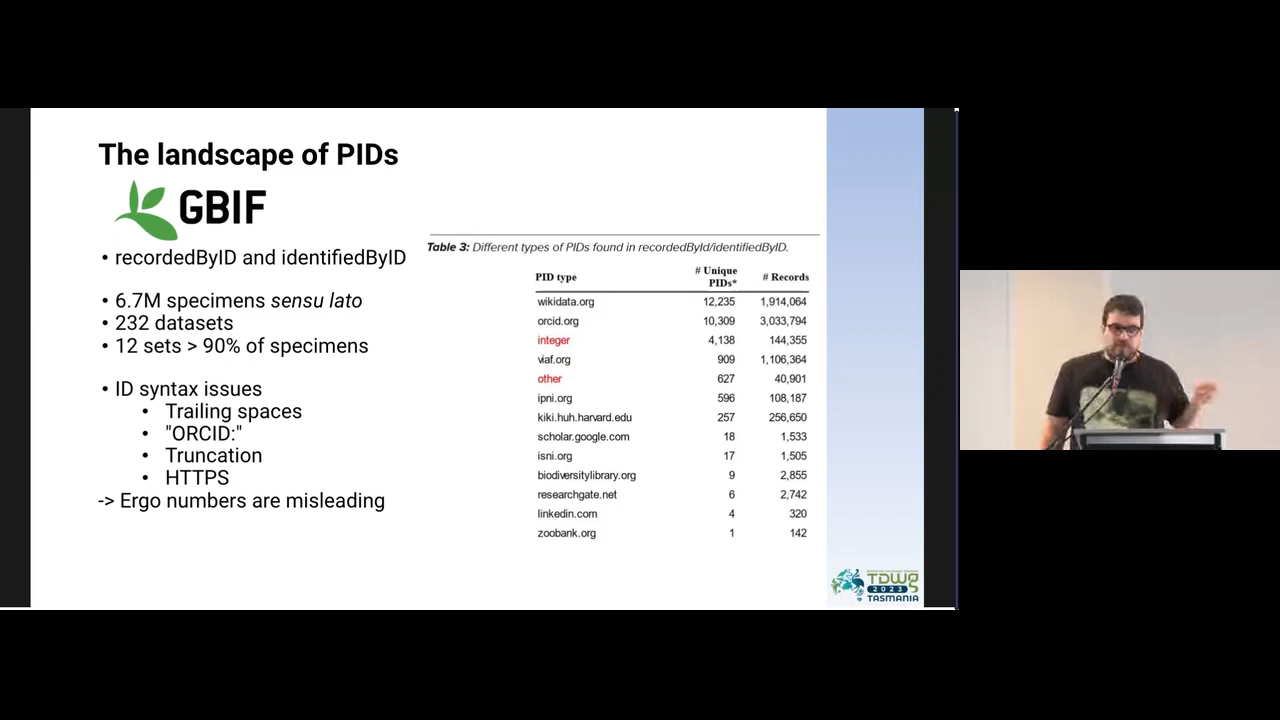 The landscape of PIDs
GBIF
• recordedByID and identifiedByID
• 6.7M specimens sensu lato
• 232 datasets
• 12 sets > 90% of specimens
• ID syntax issues
• Trailing spaces
• "ORCID:"
• Truncation
• HTTPS
-> Ergo numbers are misleading
Table 3: Different types of PIDs found in recordedById/identifiedByID.
PID type # Unique PIDs* # Records
wikidata.org 12,235 1,914,064
orcid.org 10,309 3,033,794
integer 4,138 144,355
viaf.org 909 1,106,364
other 627 40,901
ipni.org 596 108,187
kiki.huh.harvard.edu 257 256,650
scholar.google.com 18 1,533
isni.org 17 1,505
biodiversitylibrary.org 9 2,855
researchgate.net 6 2,742
linkedin.com 4 320
zoobank.org 1 142
TDWG
2023
TASMANIA